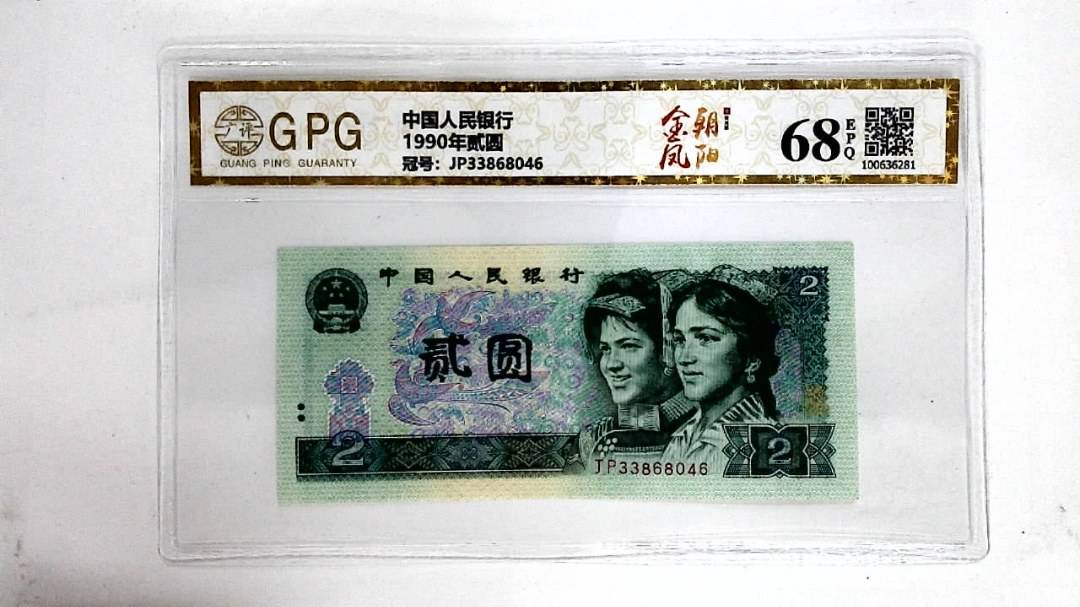 广评
GPG
GUANG PING GUARANTY
中国人民银行
1990年贰圆
冠号: JP33868046
朝阳
金凤
68
EPQ
100636281
中国人民银行
2
贰圆
2
JP33868046
2